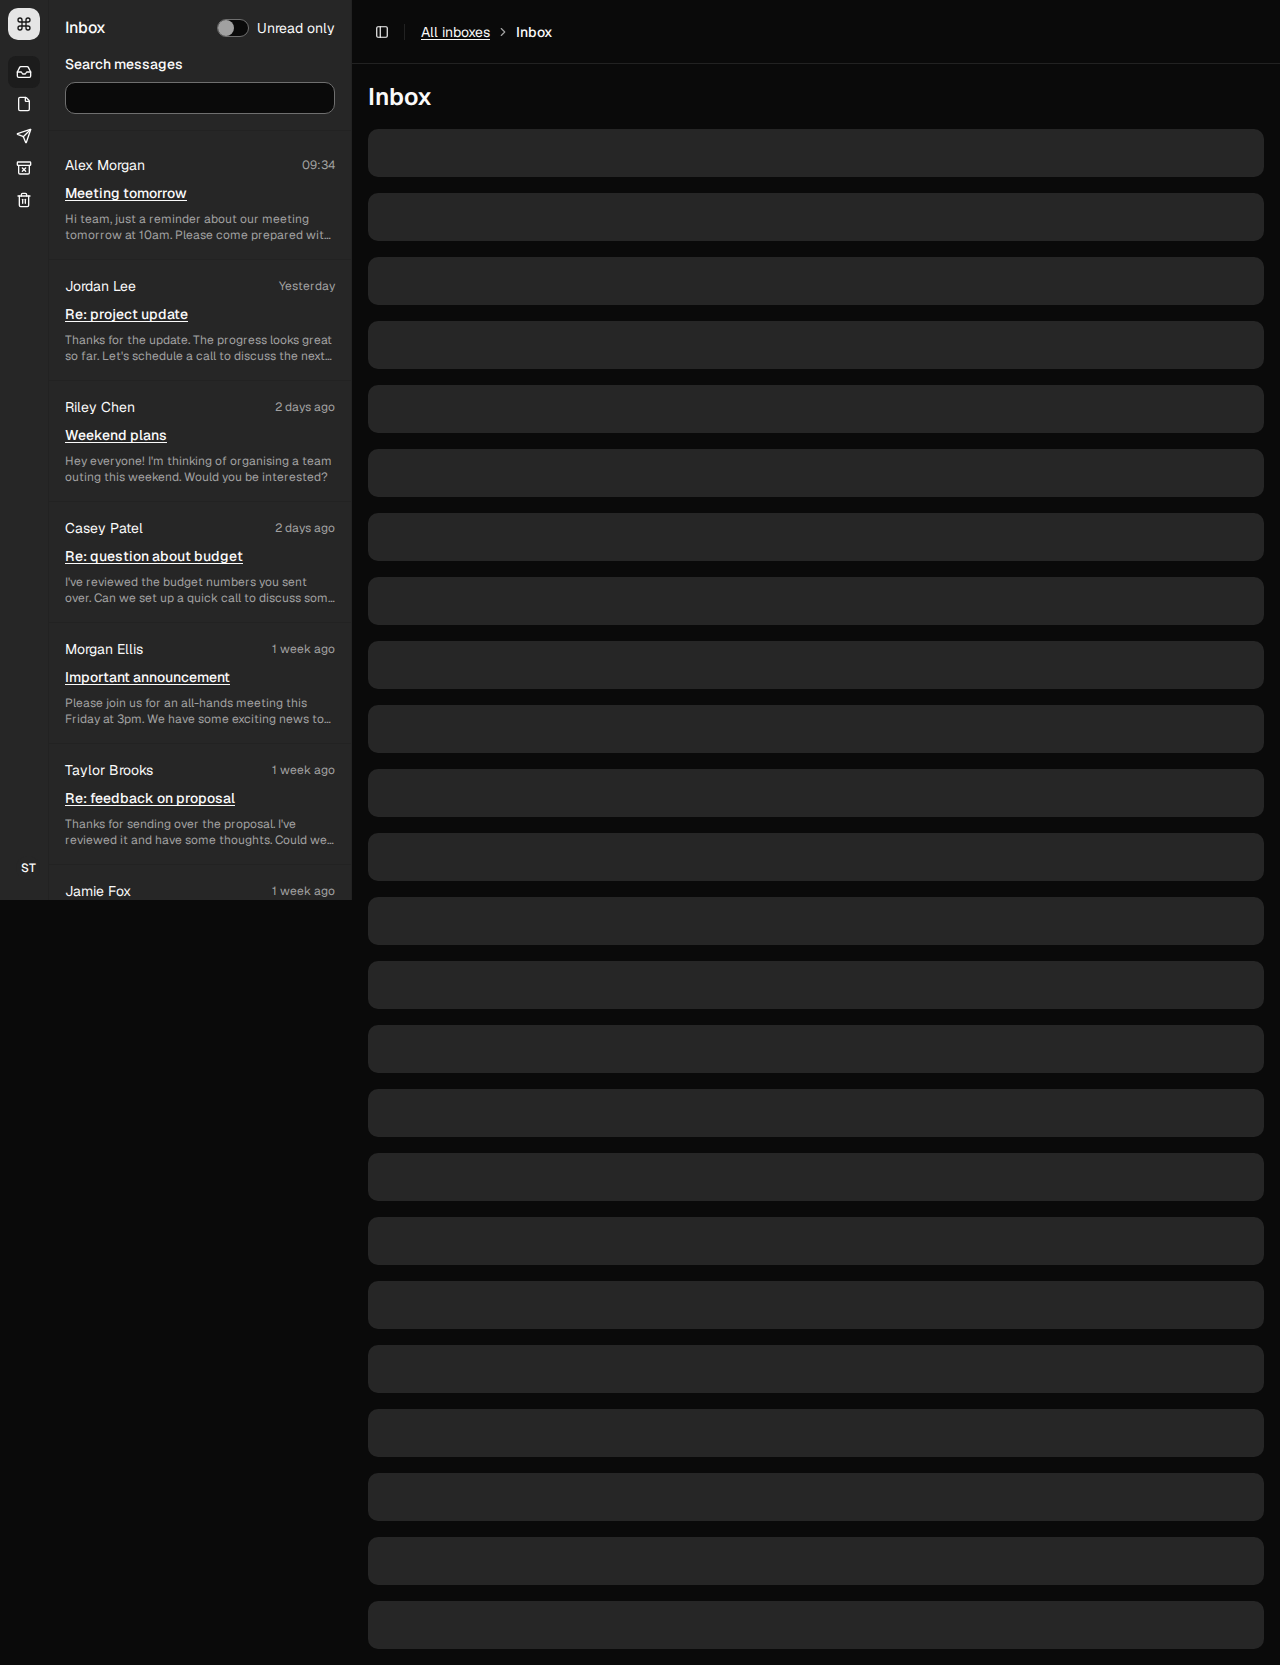 Inbox
Unread only
Search messages
Alex Morgan
09:34
Meeting tomorrow
Hi team, just a reminder about our meeting
tomorrow at 10am. Please come prepared wit...
Jordan Lee
Yesterday
Re: project update
Thanks for the update. The progress looks great
so far. Let's schedule a call to discuss the next...
Riley Chen
2 days ago
Weekend plans
Hey everyone! I'm thinking of organising a team
outing this weekend. Would you be interested?
Casey Patel
2 days ago
Re: question about budget
I've reviewed the budget numbers you sent
over. Can we set up a quick call to discuss som...
Morgan Ellis
1 week ago
Important announcement
Please join us for an all-hands meeting this
Friday at 3pm. We have some exciting news to...
Taylor Brooks
1 week ago
Re: feedback on proposal
Thanks for sending over the proposal. I've
reviewed it and have some thoughts. Could we...
Jamie Fox
1 week ago
ST
All inboxes
Inbox
Inbox